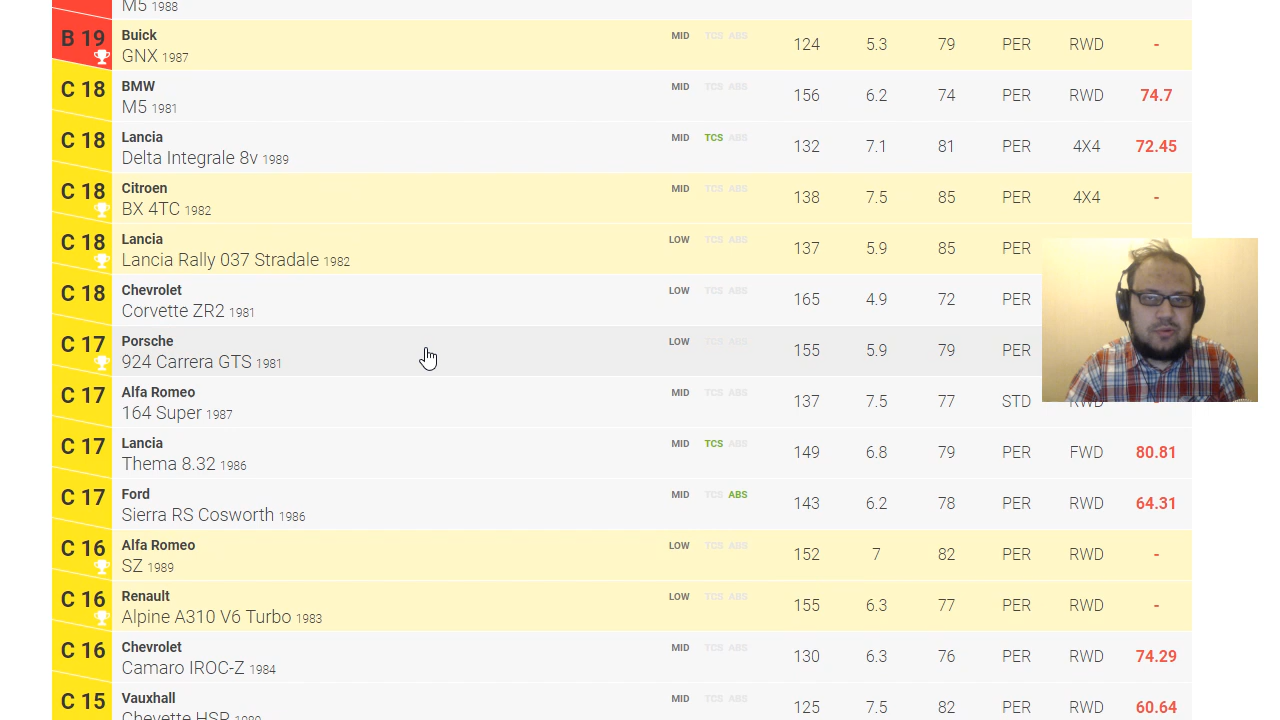 M5 1988
B 19
Buick
GNX 1987
MID TCS ABS
124 5.3 79 PER RWD -
C 18
BMW
M5 1981
MID TCS ABS
156 6.2 74 PER RWD 74.7
C 18
Lancia
Delta Integrale 8v 1989
MID TCS ABS
132 7.1 81 PER 4X4 72.45
C 18
Citroen
BX 4TC 1982
MID TCS ABS
138 7.5 85 PER 4X4 -
C 18
Lancia
Lancia Rally 037 Stradale 1982
LOW TCS ABS
137 5.9 85 PER
C 18
Chevrolet
Corvette ZR2 1981
LOW TCS ABS
165 4.9 72 PER
C 17
Porsche
924 Carrera GTS 1981
LOW TCS ABS
155 5.9 79 PER
C 17
Alfa Romeo
164 Super 1987
MID TCS ABS
137 7.5 77 STD RWD
C 17
Lancia
Thema 8.32 1986
MID TCS ABS
149 6.8 79 PER FWD 80.81
C 17
Ford
Sierra RS Cosworth 1986
MID TCS ABS
143 6.2 78 PER RWD 64.31
C 16
Alfa Romeo
SZ 1989
LOW TCS ABS
152 7 82 PER RWD -
C 16
Renault
Alpine A310 V6 Turbo 1983
LOW TCS ABS
155 6.3 77 PER RWD -
C 16
Chevrolet
Camaro IROC-Z 1984
MID TCS ABS
130 6.3 76 PER RWD 74.29
C 15
Vauxhall
Chevette HSR 1980
MID TCS ABS
125 7.5 82 PER RWD 60.64